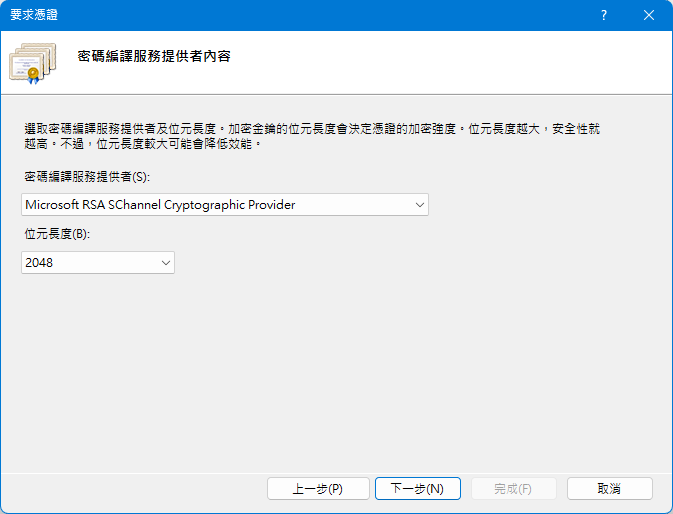 要求憑證
?
密碼編譯服務提供者內容
選取密碼編譯服務提供者及位元長度。加密金鑰的位元長度會決定憑證的加密強度。位元長度越大，安全性就
越高。不過，位元長度較大可能會降低效能。
密碼編譯服務提供者(S):
Microsoft RSA SChannel Cryptographic Provider
位元長度(B):
2048
上一步(P)
下一步(N)
完成(F)
取消